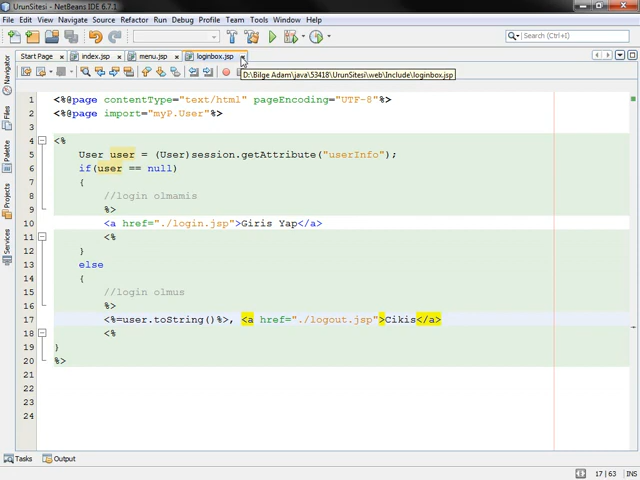 UrunSitesi - NetBeans IDE 6.7.1
File Edit View Navigate Source Refactor Run Debug Profile Team Tools Window Help
Search (Ctrl+I)
Start Page index.jsp menu.jsp loginbox.jsp
D:\Bilge Adam\java\53418\UrunSitesi\web\Include\loginbox.jsp
Navigator
Files
Palette
Projects
Services
1 <%@page contentType="text/html" pageEncoding="UTF-8"%>
2 <%@page import="myP.User"%>
3
4 <%
5 User user = (User)session.getAttribute("userInfo");
6 if(user == null)
7 {
8 //login olmamis
9 %>
10 <a href="./login.jsp">Giris Yap</a>
11 <%
12 }
13 else
14 {
15 //login olmus
16 %>
17 <%=user.toString()%>, <a href="./logout.jsp">Cikis</a>
18 <%
19 }
20 %>
21
22
23
24
Tasks Output
17 | 63 INS